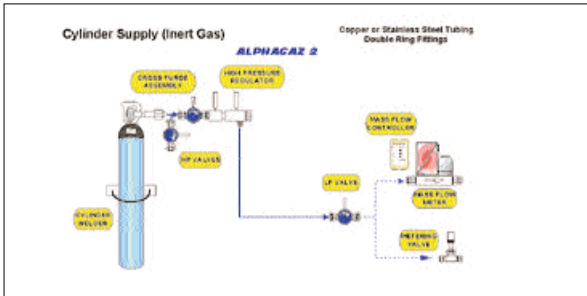 Cylinder Supply (Inert Gas)
Copper or Stainless Steel Tubing
Double Ring Fittings
ALPHAGAZ 2
CROSS PURGE
ASSEMBLY
HIGH PRESSURE
REGULATOR
MASS FLOW
CONTROLLER
HP VALVES
LP VALVE
MASS FLOW
METER
CYLINDER
HOLDER
METERING
VALVE